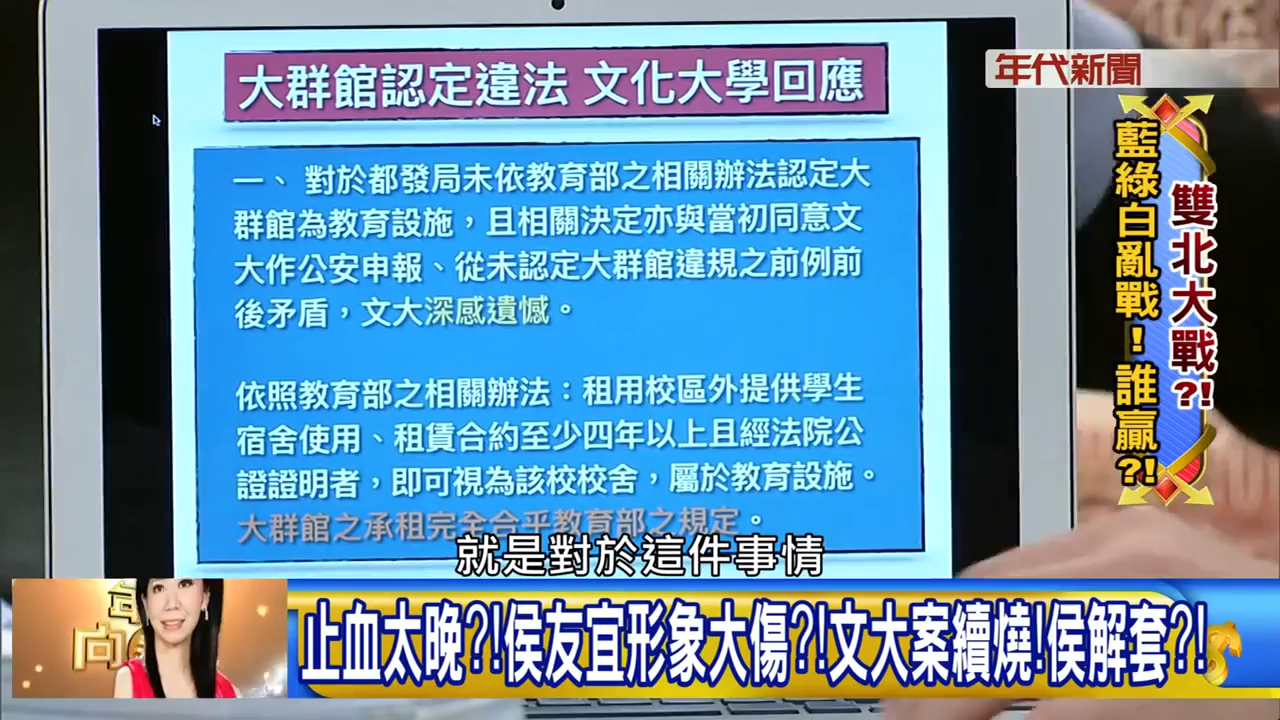 大群館認定違法 文化大學回應
年代新聞
一、 對於都發局未依教育部之相關辦法認定大
群館為教育設施，且相關決定亦與當初同意文
大作公安申報、從未認定大群館違規之前例前
後矛盾，文大深感遺憾。
依照教育部之相關辦法：租用校區外提供學生
宿舍使用、租賃合約至少四年以上且經法院公
證證明者，即可視為該校校舍，屬於教育設施。
大群館之承租完全合乎教育部之規定。
雙北大戰?!
藍綠白亂戰！誰贏?!
就是對於這件事情
止血太晚?!侯友宜形象大傷?!文大案續燒!侯解套?!